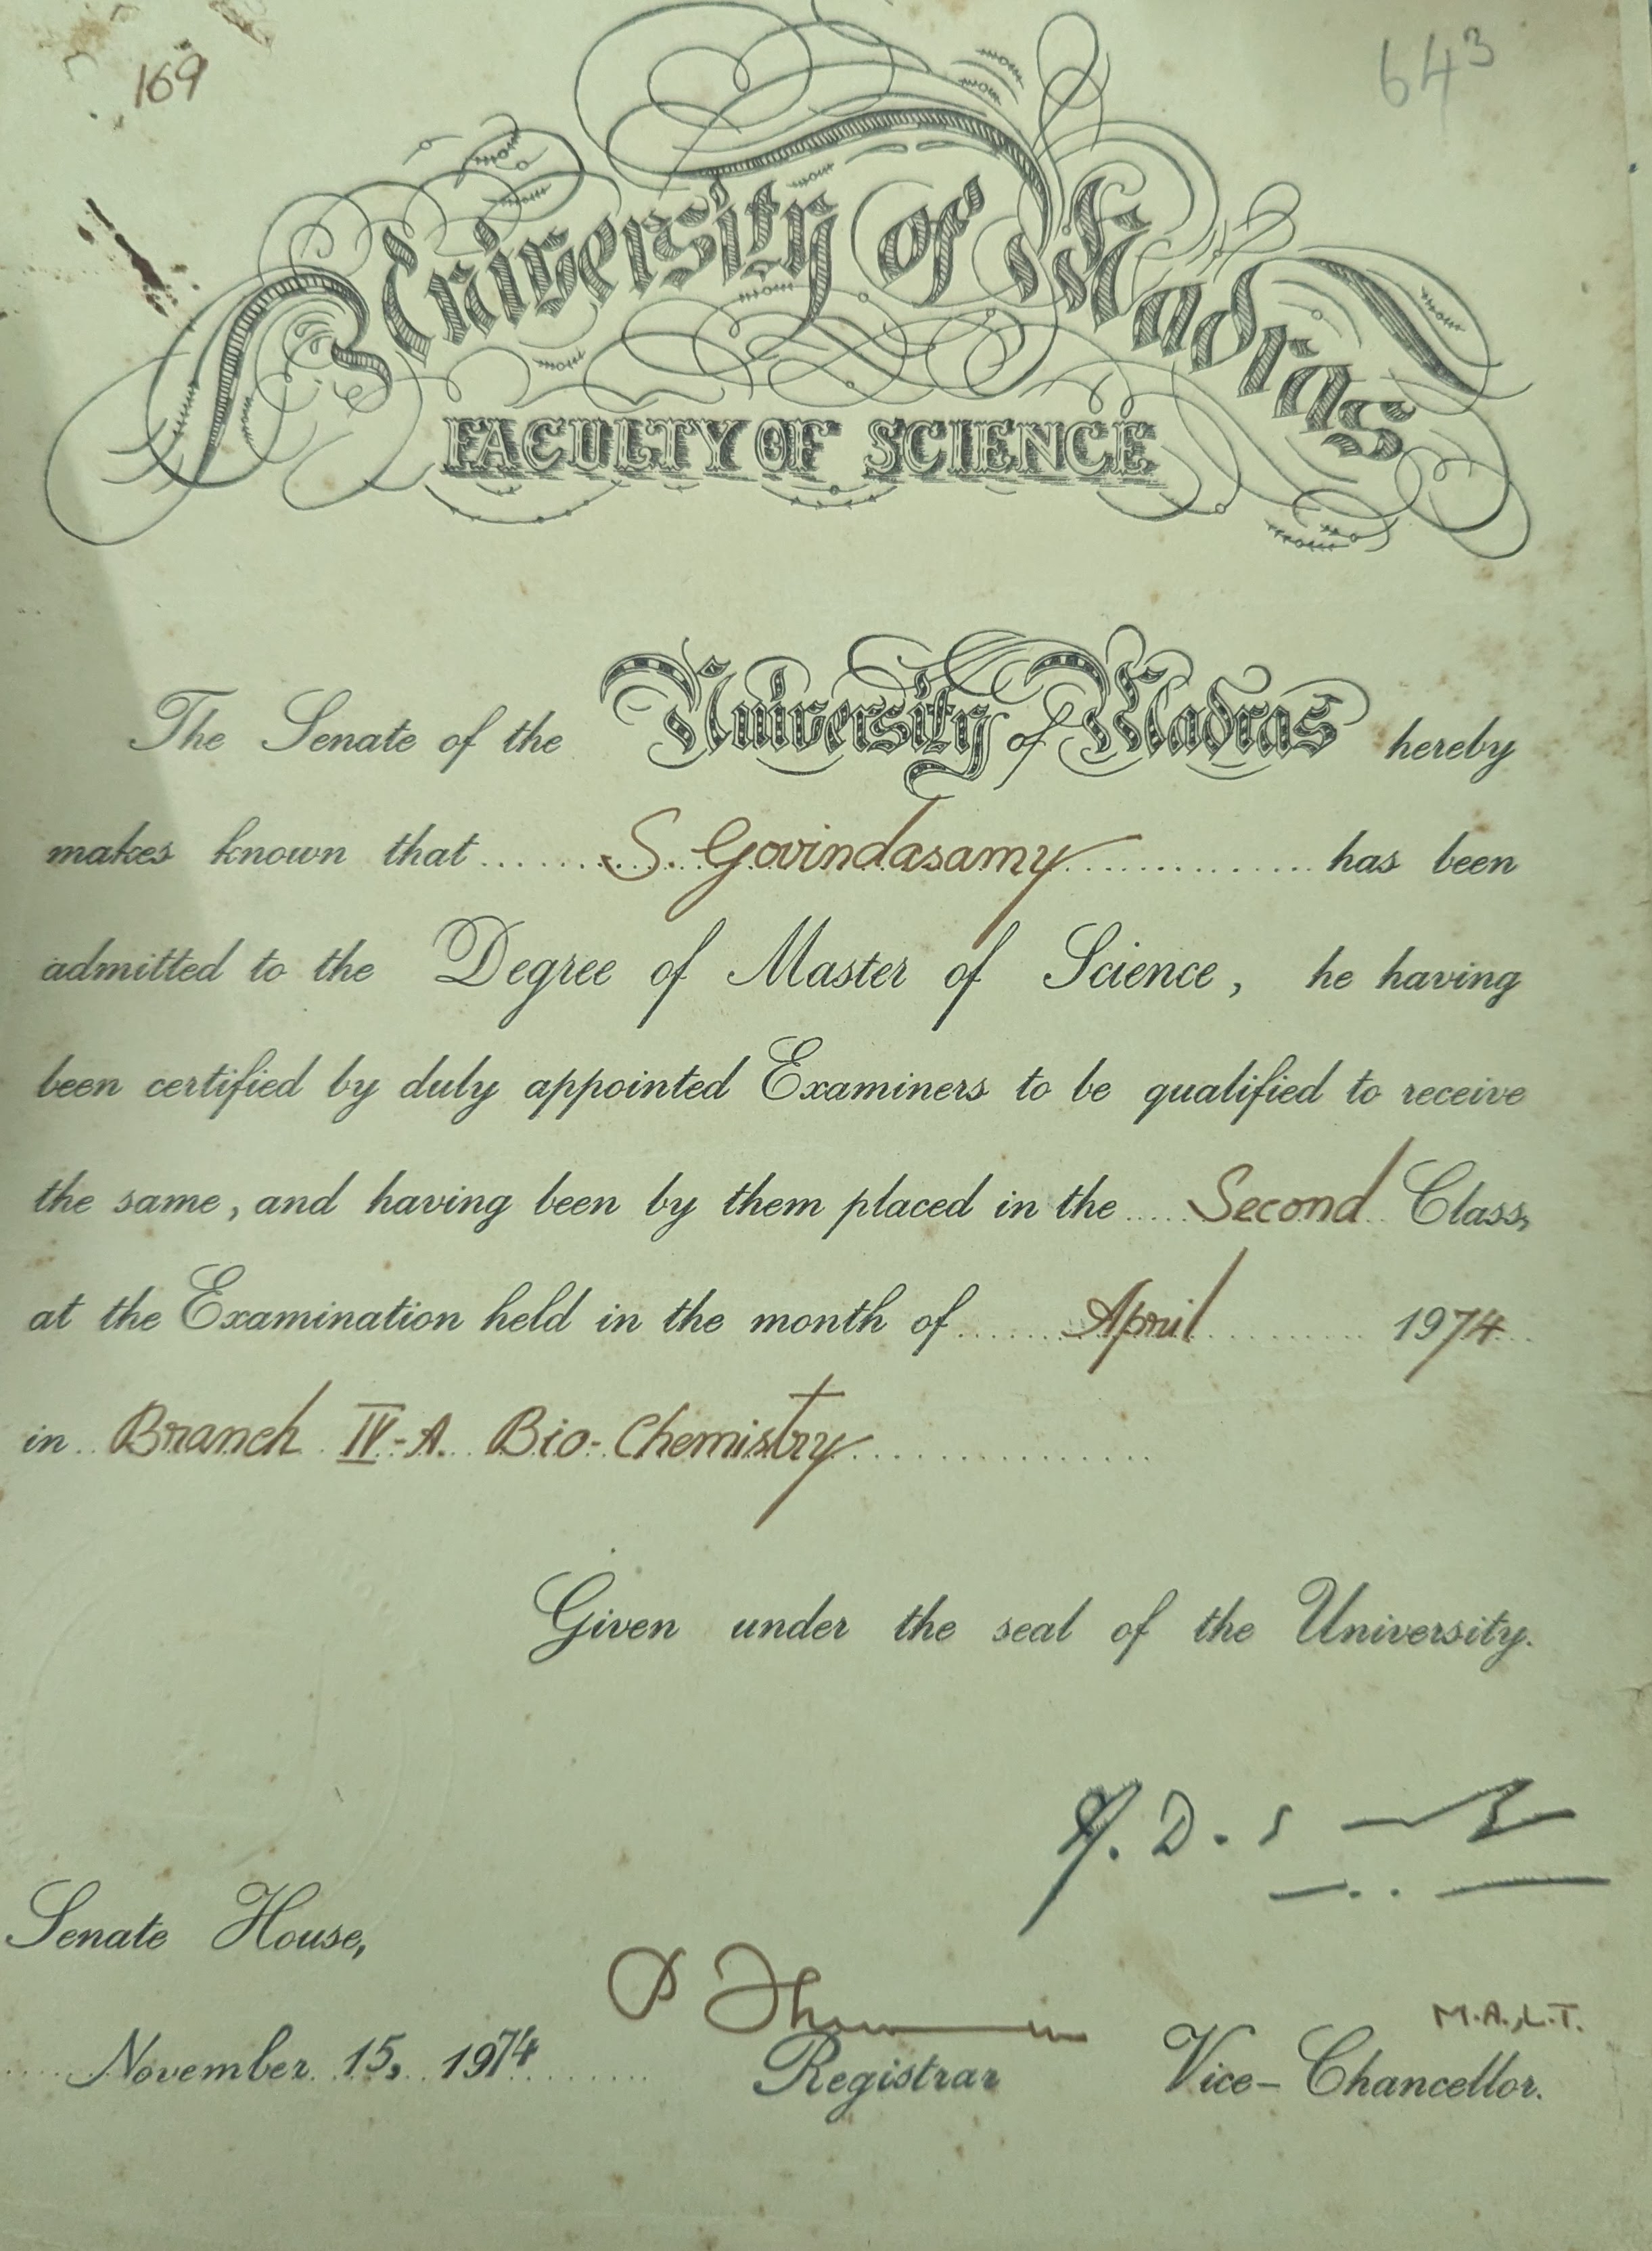 169
643
University of Madras
FACULTY OF SCIENCE
The Senate of the University of Madras hereby
makes known that S. Govindasamy has been
admitted to the Degree of Master of Science, he having
been certified by duly appointed Examiners to be qualified to receive
the same, and having been by them placed in the Second Class,
at the Examination held in the month of April 1974
in Branch IV-A. Bio-Chemistry
Given under the seal of the University.
Senate House,
M.A., L.T.
November 15, 1974
Registrar
Vice-Chancellor.